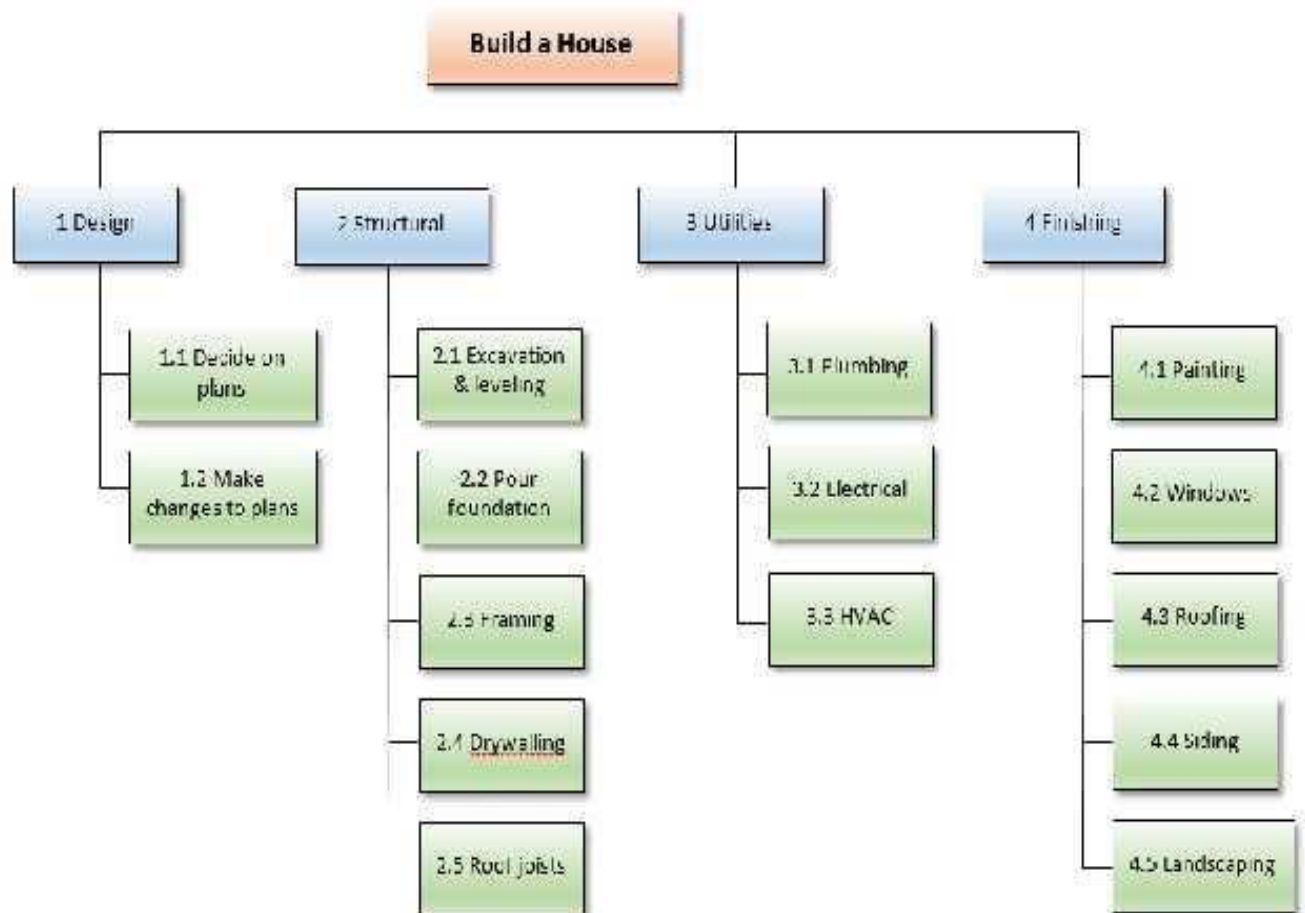 Build a House
1 Design
2 Structural
3 Utilities
4 Finishing
1.1 Decide on
plans
1.2 Make
changes to plans
2.1 Excavation
& leveling
2.2 Pour
foundation
2.3 Framing
2.4 Drywalling
2.5 Roof joists
3.1 Plumbing
3.2 Electrical
3.3 HVAC
4.1 Painting
4.2 Windows
4.3 Roofing
4.4 Siding
4.5 Landscaping